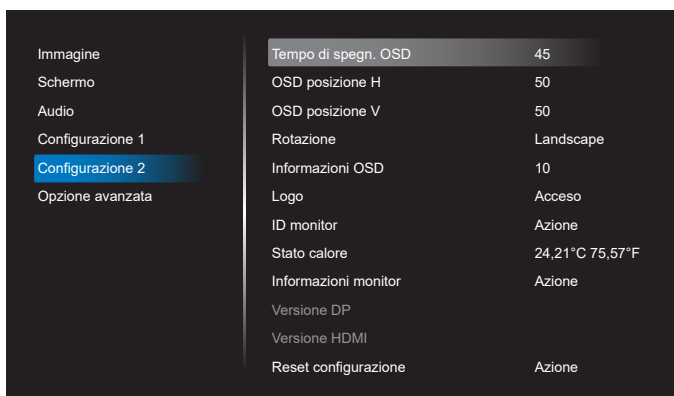 Immagine
Schermo
Audio
Configurazione 1
Configurazione 2
Opzione avanzata
Tempo di spegn. OSD 45
OSD posizione H 50
OSD posizione V 50
Rotazione Landscape
Informazioni OSD 10
Logo Acceso
ID monitor Azione
Stato calore 24,21°C 75,57°F
Informazioni monitor Azione
Versione DP
Versione HDMI
Reset configurazione Azione